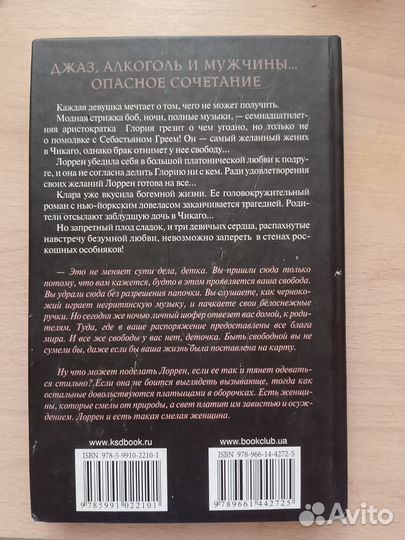 ДЖАЗ, АЛКОГОЛЬ И МУЖЧИНЫ...
ОПАСНОЕ СОЧЕТАНИЕ
Каждая девушка мечтает о том, чего не может получить.
Модная стрижка боб, ночи, полные музыки, — семнадцатилет-
няя аристократка Глория грезит о чем угодно, но только не
о помолвке с Себастьяном Греем! Он — самый желанный жених
в Чикаго, однако брак отнимет у нее свободу...
Лоррен убедила себя в большой платонической любви к подру-
ге, и она не согласна делить Глорию ни с кем. Ради удовлетворения
своих желаний Лоррен готова на все...
Клара уже вкусила богемной жизни. Ее головокружительный
роман с нью-йоркским ловеласом заканчивается трагедией. Роди-
тели отсылают заблудшую дочь в Чикаго...
Но запретный плод сладок, и три девичьих сердца, распахнутые
навстречу безумной любви, невозможно запереть в стенах рос-
кошных особняков!
— Это не меняет сути дела, детка. Вы пришли сюда только
потому, что вам кажется, будто в этом проявляется ваша свобода.
Вы удрали сюда без разрешения папочки. Вы слушаете, как черноко-
жий играет негритянскую музыку, и пачкаете свои белоснежные
ручки. Но сегодня же ночью личный шофер отвезет вас домой, к ро-
дителям. Туда, где в ваше распоряжение предоставлены все блага
мира. И все же свободы у вас нет, деточка. Быть свободной вы не
сумели бы, даже если бы ваша жизнь была поставлена на карту.
Ну что может поделать Лоррен, если ее так и тянет одевать-
ся стильно? Если она не боится выглядеть вызывающе, тогда как
остальные довольствуются платьицами в оборочках. Есть женщи-
ны, которые смелы от природы, а свет платит им завистью и осуж-
дением. Лоррен и есть такая смелая женщина.
www.ksdbook.ru www.bookclub.ua
ISBN 978-5-9910-2210-1 ISBN 978-966-14-4272-5
9785991022101 9789661442725
Avito